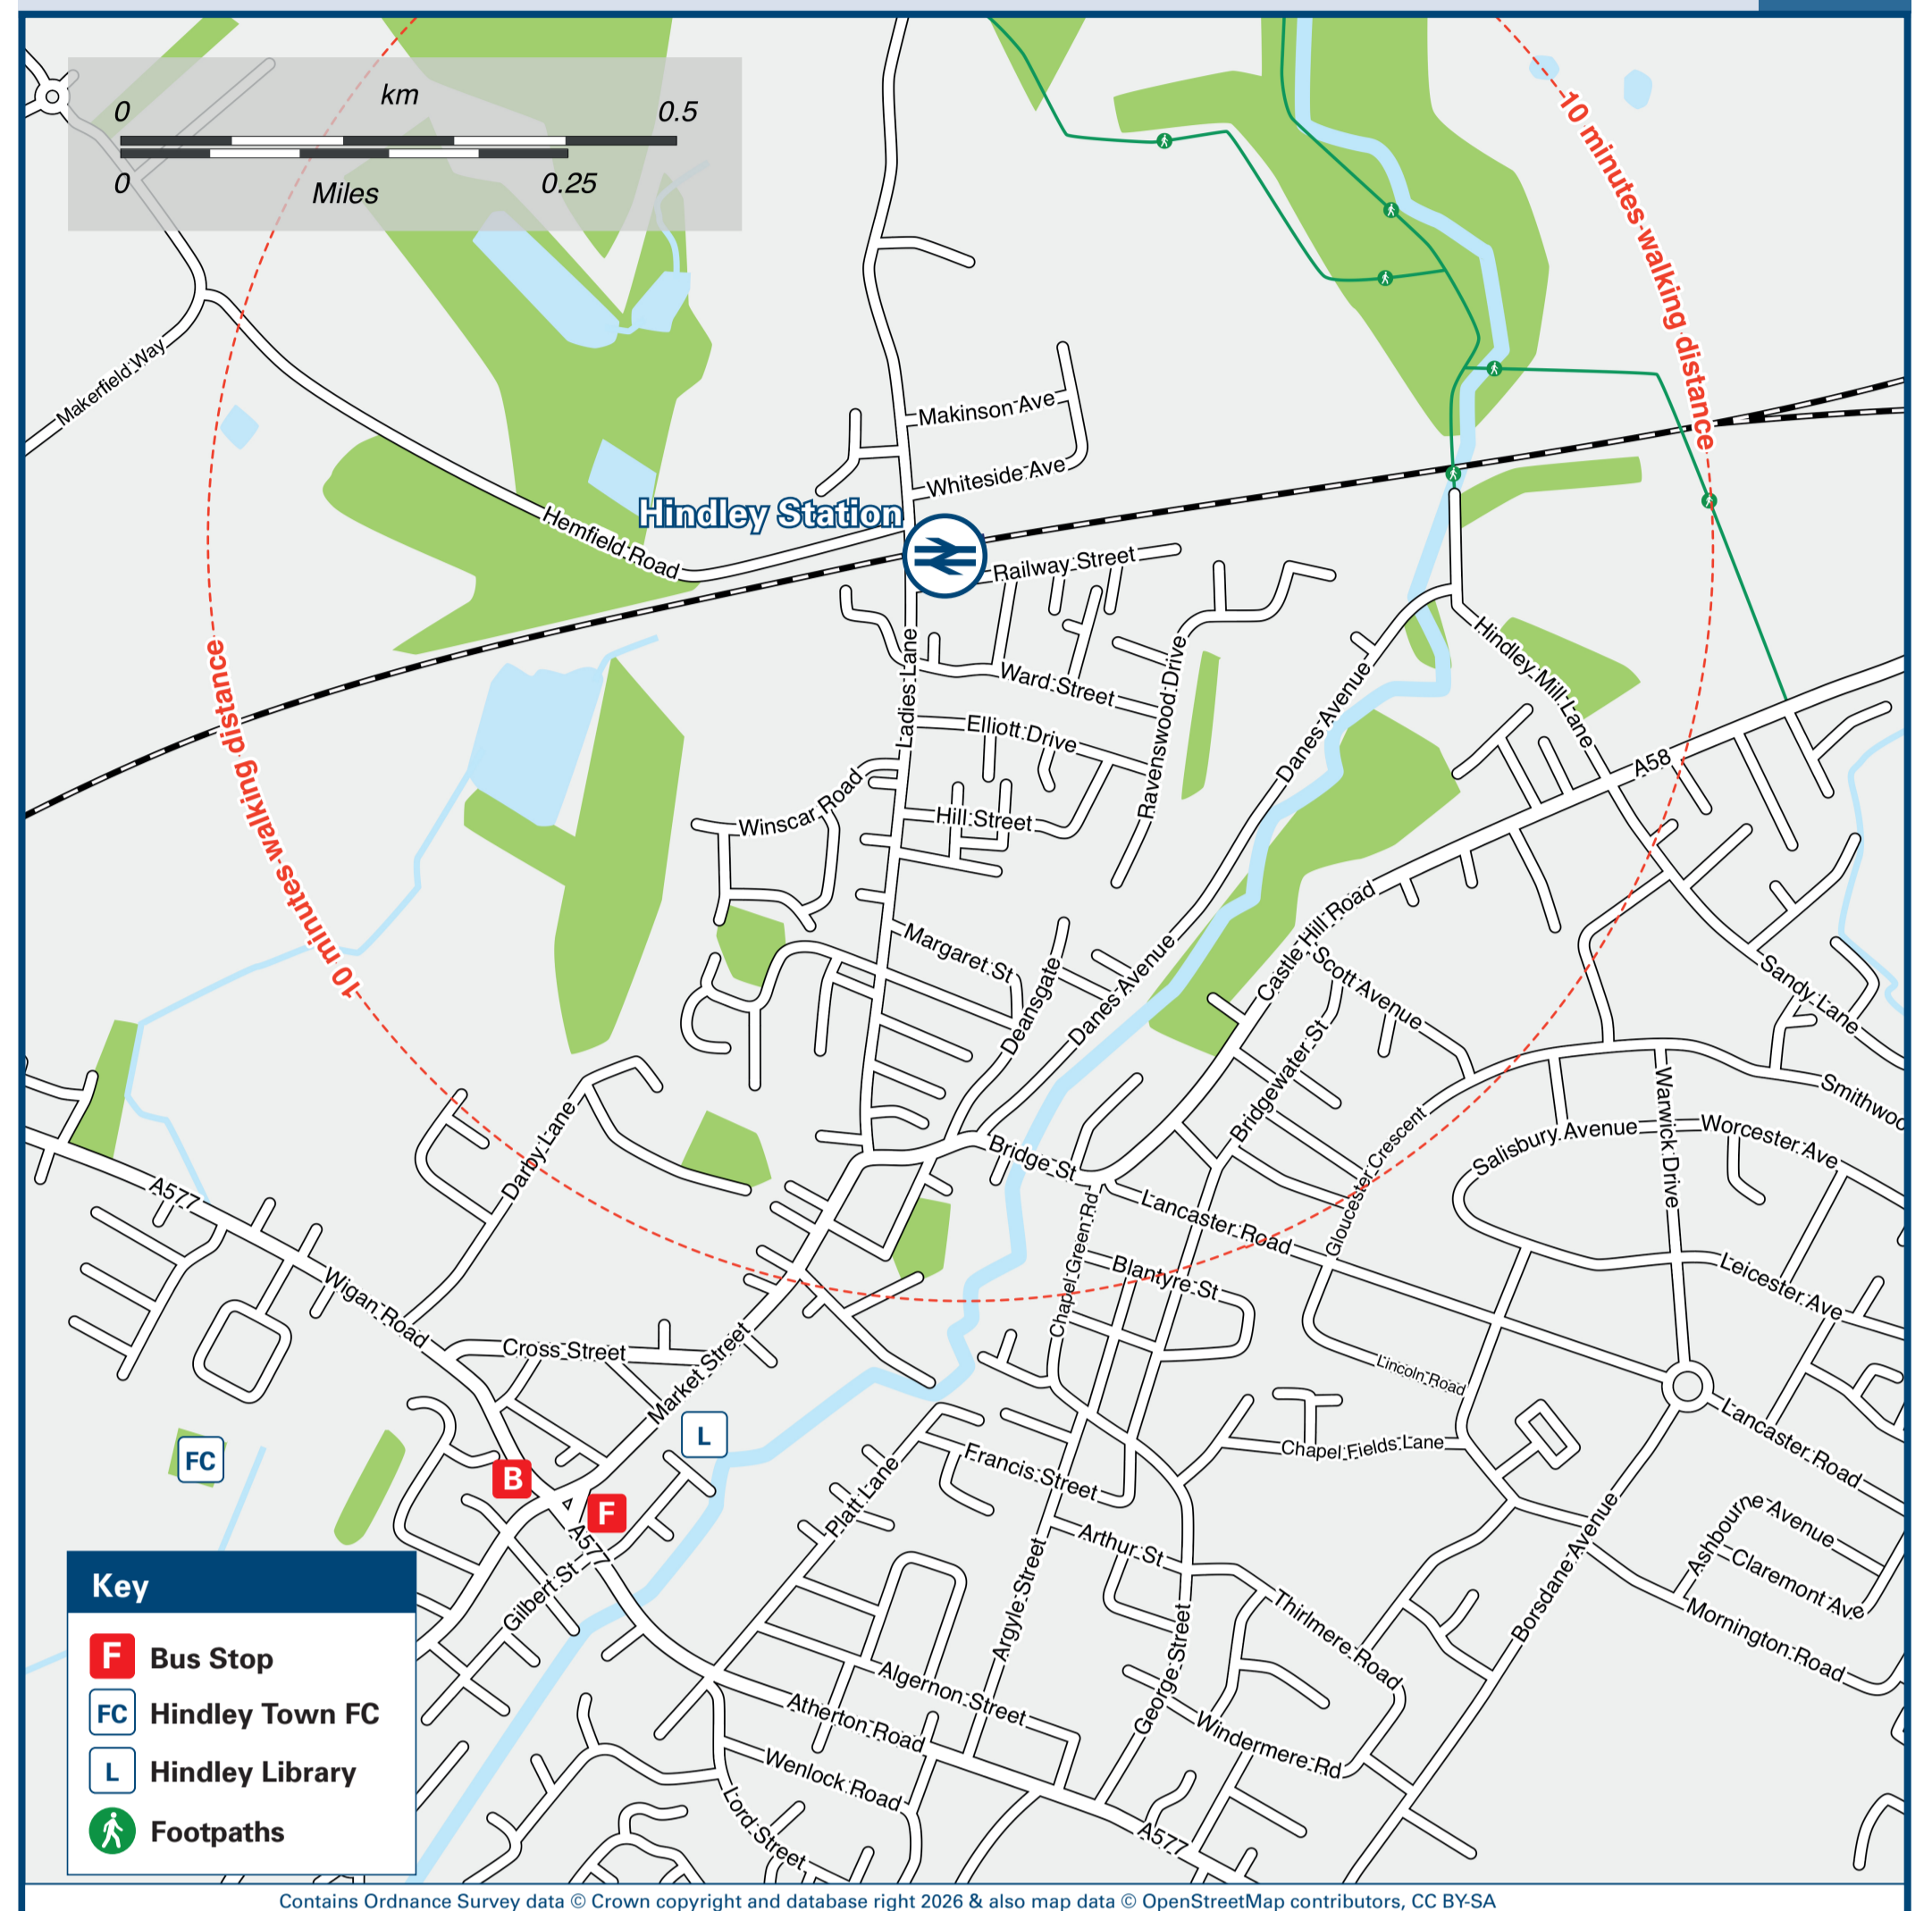 km
0
0.5
0
0.25
Miles
10 minutes walking distance
Makerfield Way
Makinson Ave
Whiteside Ave
Hindley Station
Hemfield Road
Railway Street
Ladies Lane
Ward Street
Ravenswood Drive
Hindley Mill Lane
10 minutes walking distance
Elliott Drive
Danes Avenue
A58
Winscar Road
Hill Street
Castle Hill Road
Margaret St
Deansgate
Danes Avenue
Scott Avenue
Sandy Lane
Bridgewater St
Smithwoo
Warwick Drive
Darby Lane
Bridge St
Gloucester Crescent
Salisbury Avenue
Worcester Ave
A577
Lancaster Road
Chapel Green Rd
Blantyre St
Leicester Ave
Wigan Road
Cross Street
Market Street
Lincoln Road
L
FC
Lancaster Road
Chapel Fields Lane
Francis Street
B
F
Platt Lane
A57
Arthur St
Ashbourne Avenue
Claremont Ave
Borsdane Avenue
Gilbert St
Argyle Street
George Street
Thirlmere Road
Mornington Road
Algernon Street
Atherton Road
Windermere Rd
Wenlock Road
Lord Street
A577
Key
F Bus Stop
FC Hindley Town FC
L Hindley Library
Footpaths
Contains Ordnance Survey data © Crown copyright and database right 2026 & also map data © OpenStreetMap contributors, CC BY-SA